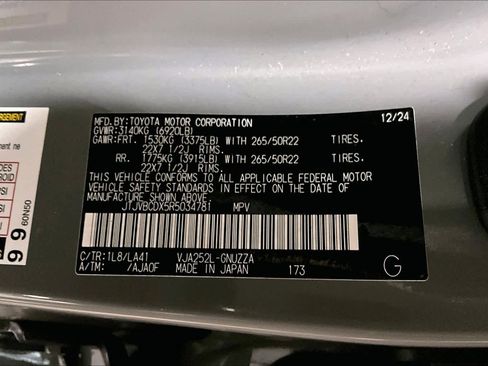 MFD.BY:TOYOTA MOTOR CORPORATION 12/24
GVWR:3140KG (6920LB)
GAWR:FRT. 1530KG (3375LB) WITH 265/50R22 TIRES.
22X7 1/2J RIMS.
RR. 1775KG (3915LB) WITH 265/50R22 TIRES.
22X7 1/2J RIMS.
THIS VEHICLE CONFORMS TO ALL APPLICABLE FEDERAL MOTOR
VEHICLE SAFETY STANDARDS IN EFFECT ON THE DATE OF
MANUFACTURE SHOWN ABOVE.
JTJVBCDX5R5034781 MPV
C/TR:1L8/LA41 VJA252L-GNUZZA
A/TM: /AJA0F MADE IN JAPAN 173 G
60N50